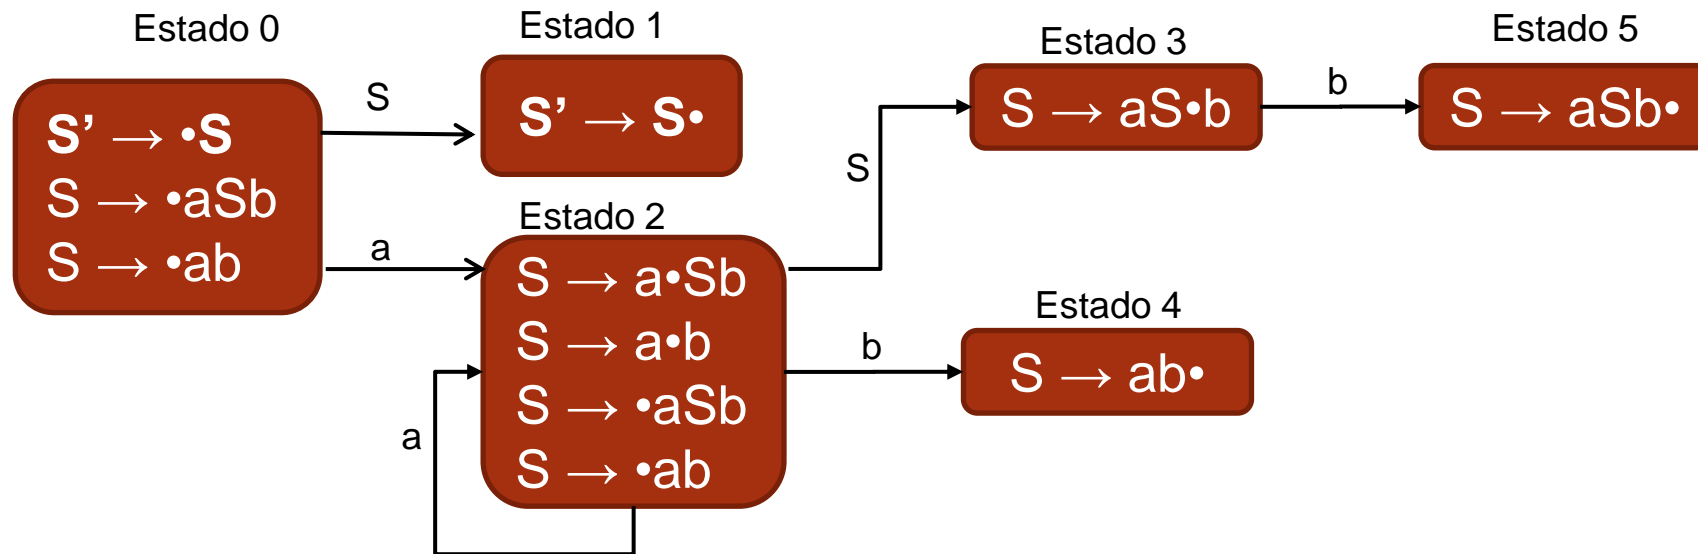 Estado 0
S’ → •S
S → •aSb
S → •ab
S
a
Estado 1
S’ → S•
Estado 2
S → a•Sb
S → a•b
S → •aSb
S → •ab
a
S
b
Estado 3
S → aS•b
b
Estado 4
S → ab•
Estado 5
S → aSb•